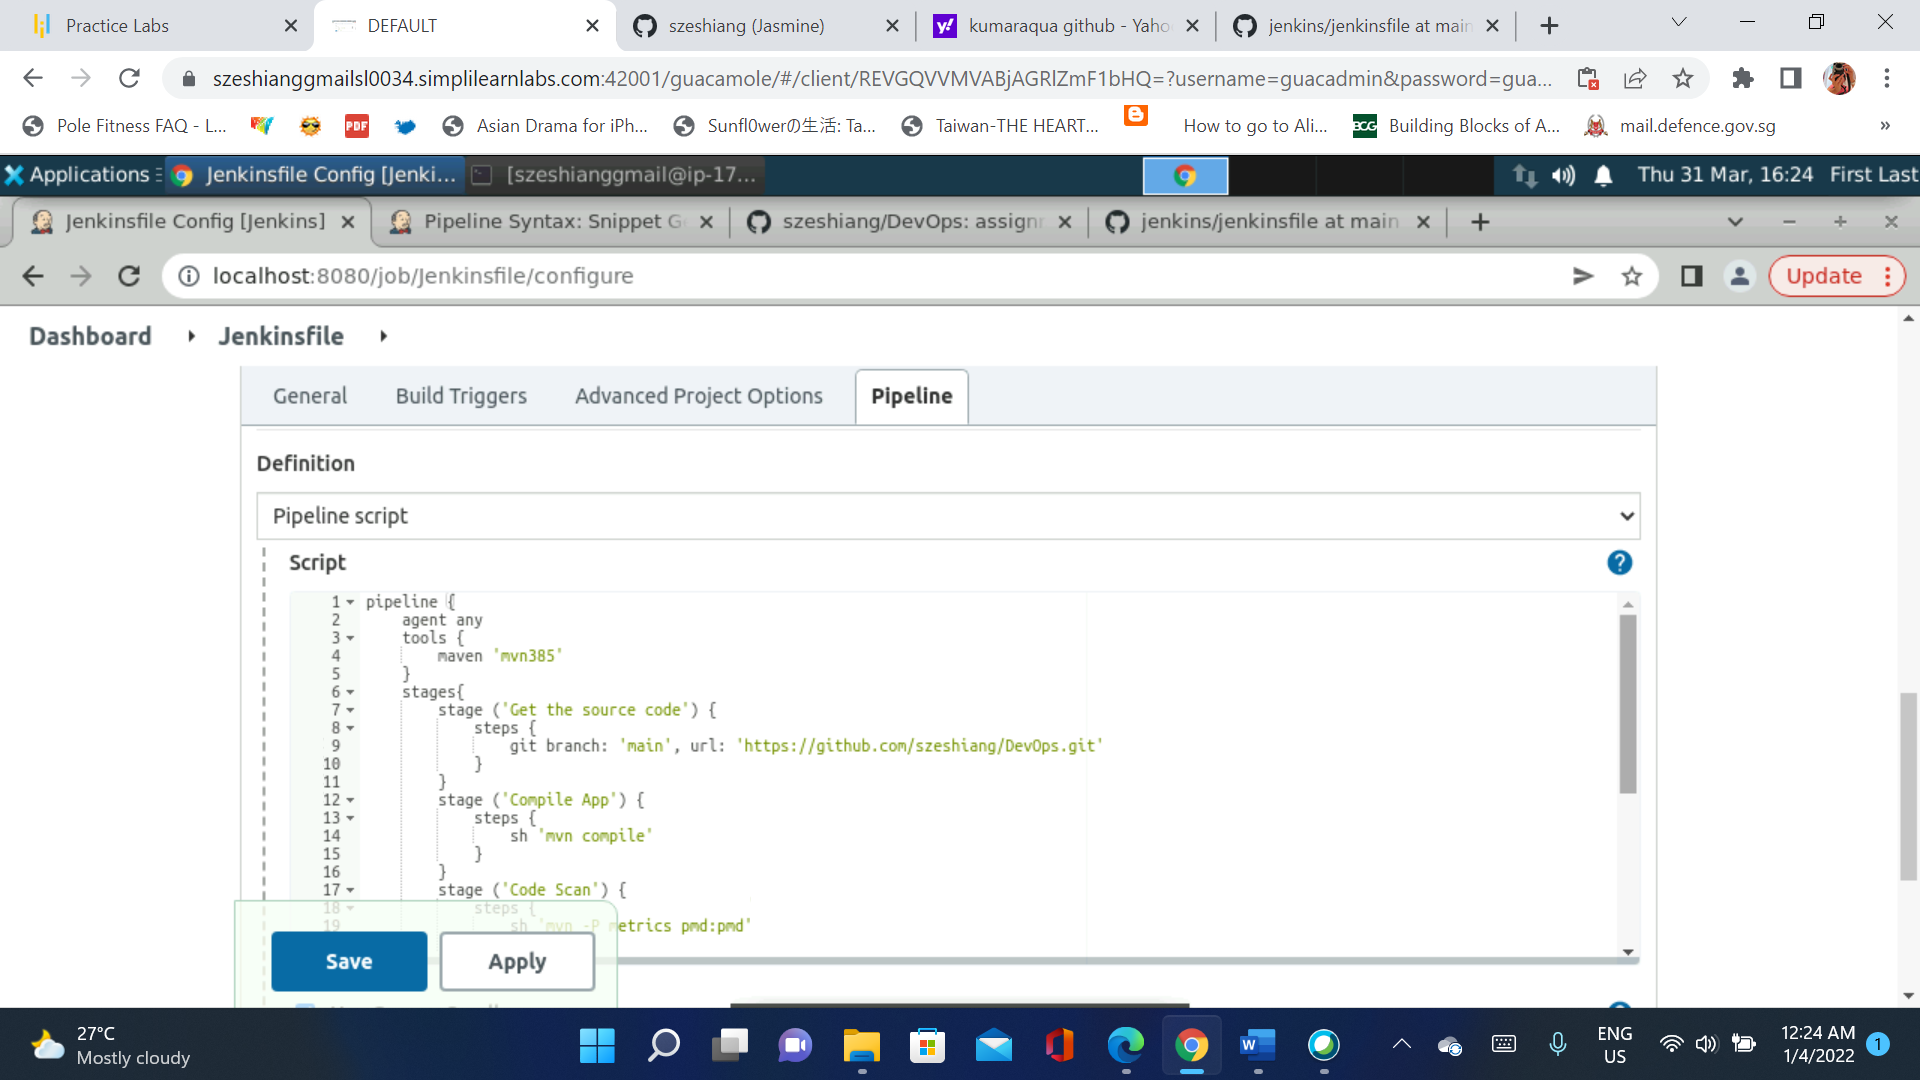 Practice Labs
DEFAULT
szeshiang (Jasmine)
kumaraqua github - Yaho
jenkins/jenkinsfile at main
szeshianggmailsl0034.simplilearnlabs.com:42001/guacamole/#/client/REVGQVVMVABjAGRlZmF1bHQ=?username=guacadmin&password=gua...
Pole Fitness FAQ - L...
PDF
Asian Drama for iPh...
Sunfl0werの生活: Ta...
Taiwan-THE HEART...
How to go to Ali...
BCG
Building Blocks of A...
mail.defence.gov.sg
»
Applications
Jenkinsfile Config [Jenki...
[szeshianggmail@ip-17...
Thu 31 Mar, 16:24
First Last
Jenkinsfile Config [Jenkins]
Pipeline Syntax: Snippet G
szeshiang/DevOps: assignm
jenkins/jenkinsfile at main
localhost:8080/job/Jenkinsfile/configure
Update
Dashboard
Jenkinsfile
General
Build Triggers
Advanced Project Options
Pipeline
Definition
Pipeline script
Script
?
1 pipeline {
2 agent any
3 tools {
4 maven 'mvn385'
5 }
6 stages{
7 stage ('Get the source code') {
8 steps {
9 git branch: 'main', url: 'https://github.com/szeshiang/DevOps.git'
10 }
11 }
12 stage ('Compile App') {
13 steps {
14 sh 'mvn compile'
15 }
16 }
17 stage ('Code Scan') {
18 steps {
19 sh 'mvn -P metrics pmd:pmd'
Save
Apply
27°C
Mostly cloudy
W
ENG
US
12:24 AM
1/4/2022
1